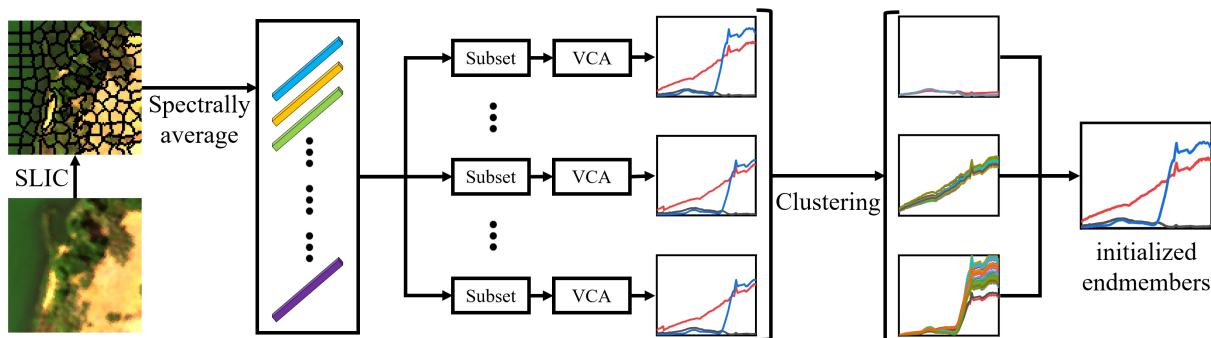 SLIC
Spectrally
average
Subset
VCA
Subset
VCA
Subset
VCA
Clustering
initialized
endmembers